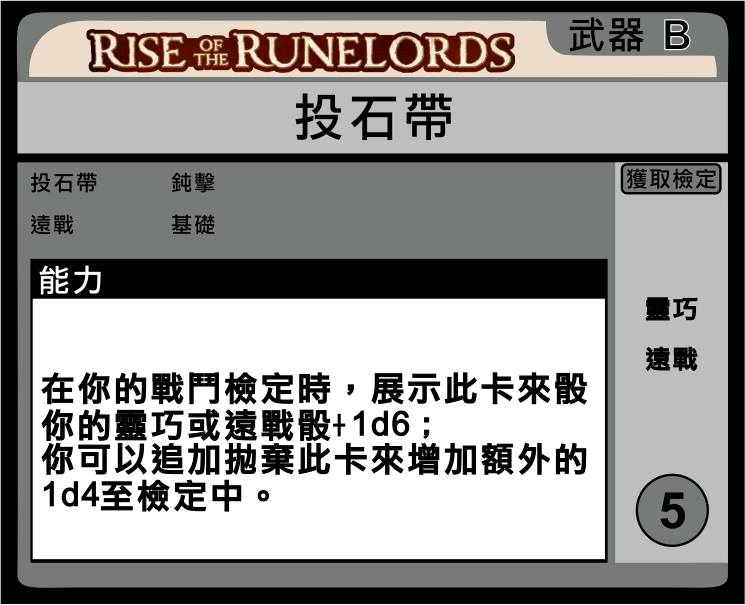 RISE OF THE RUNELORDS
武器 B
投石帶
投石帶 鈍擊
獲取檢定
遠戰 基礎
能力
靈巧
遠戰
在你的戰鬥檢定時，展示此卡來骰
你的靈巧或遠戰骰+1d6；
你可以追加拋棄此卡來增加額外的
1d4至檢定中。
5